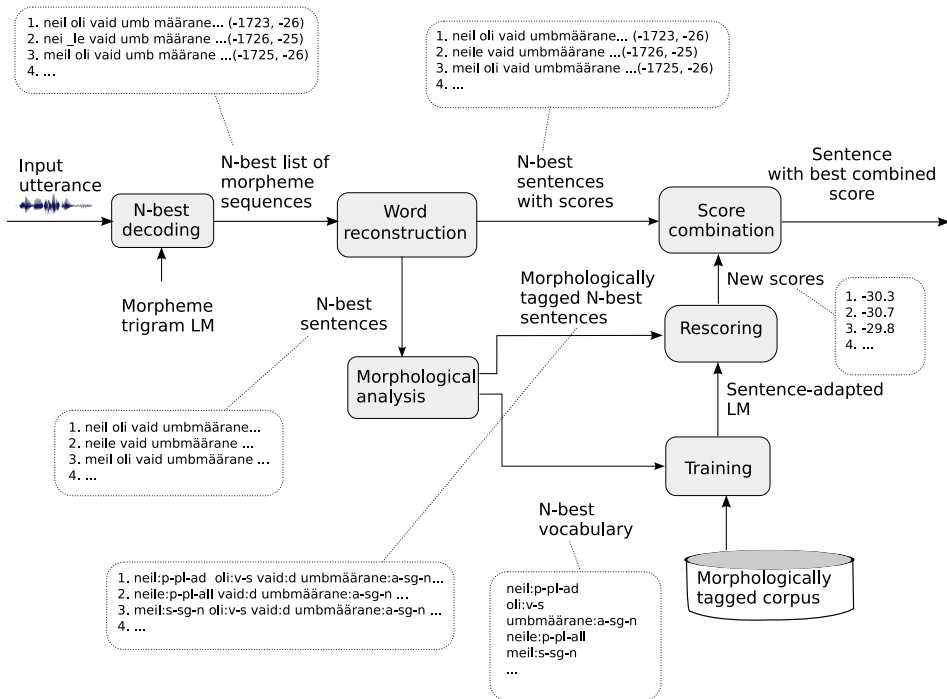 1. neil oli vaid umb määrane... (-1723, -26)
2. nei _le vaid umb määrane ...(-1726, -25)
3. meil oli vaid umb määrane ...(-1725, -26)
4. ...
1. neil oli vaid umbmäärane... (-1723, -26)
2. neile vaid umbmäärane ...(-1726, -25)
3. meil oli vaid umbmäärane ...(-1725, -26)
4. ...
Input
utterance
N-best
decoding
Morpheme
trigram LM
N-best list of
morpheme
sequences
Word
reconstruction
N-best
sentences
with scores
Score
combination
Sentence
with best combined
score
New scores
1. -30.3
2. -30.7
3. -29.8
4. ...
N-best
sentences
Morphologically
tagged N-best
sentences
Rescoring
Morphological
analysis
Sentence-adapted
LM
1. neil oli vaid umbmäärane...
2. neile vaid umbmäärane ...
3. meil oli vaid umbmäärane ...
4. ...
Training
N-best
vocabulary
1. neil:p-pl-ad oli:v-s vaid:d umbmäärane:a-sg-n...
2. neile:p-pl-all vaid:d umbmäärane:a-sg-n ...
3. meil:s-sg-n oli:v-s vaid:d umbmäärane:a-sg-n ...
4. ...
neil:p-pl-ad
oli:v-s
umbmäärane:a-sg-n
neile:p-pl-all
meil:s-sg-n
...
Morphologically
tagged corpus